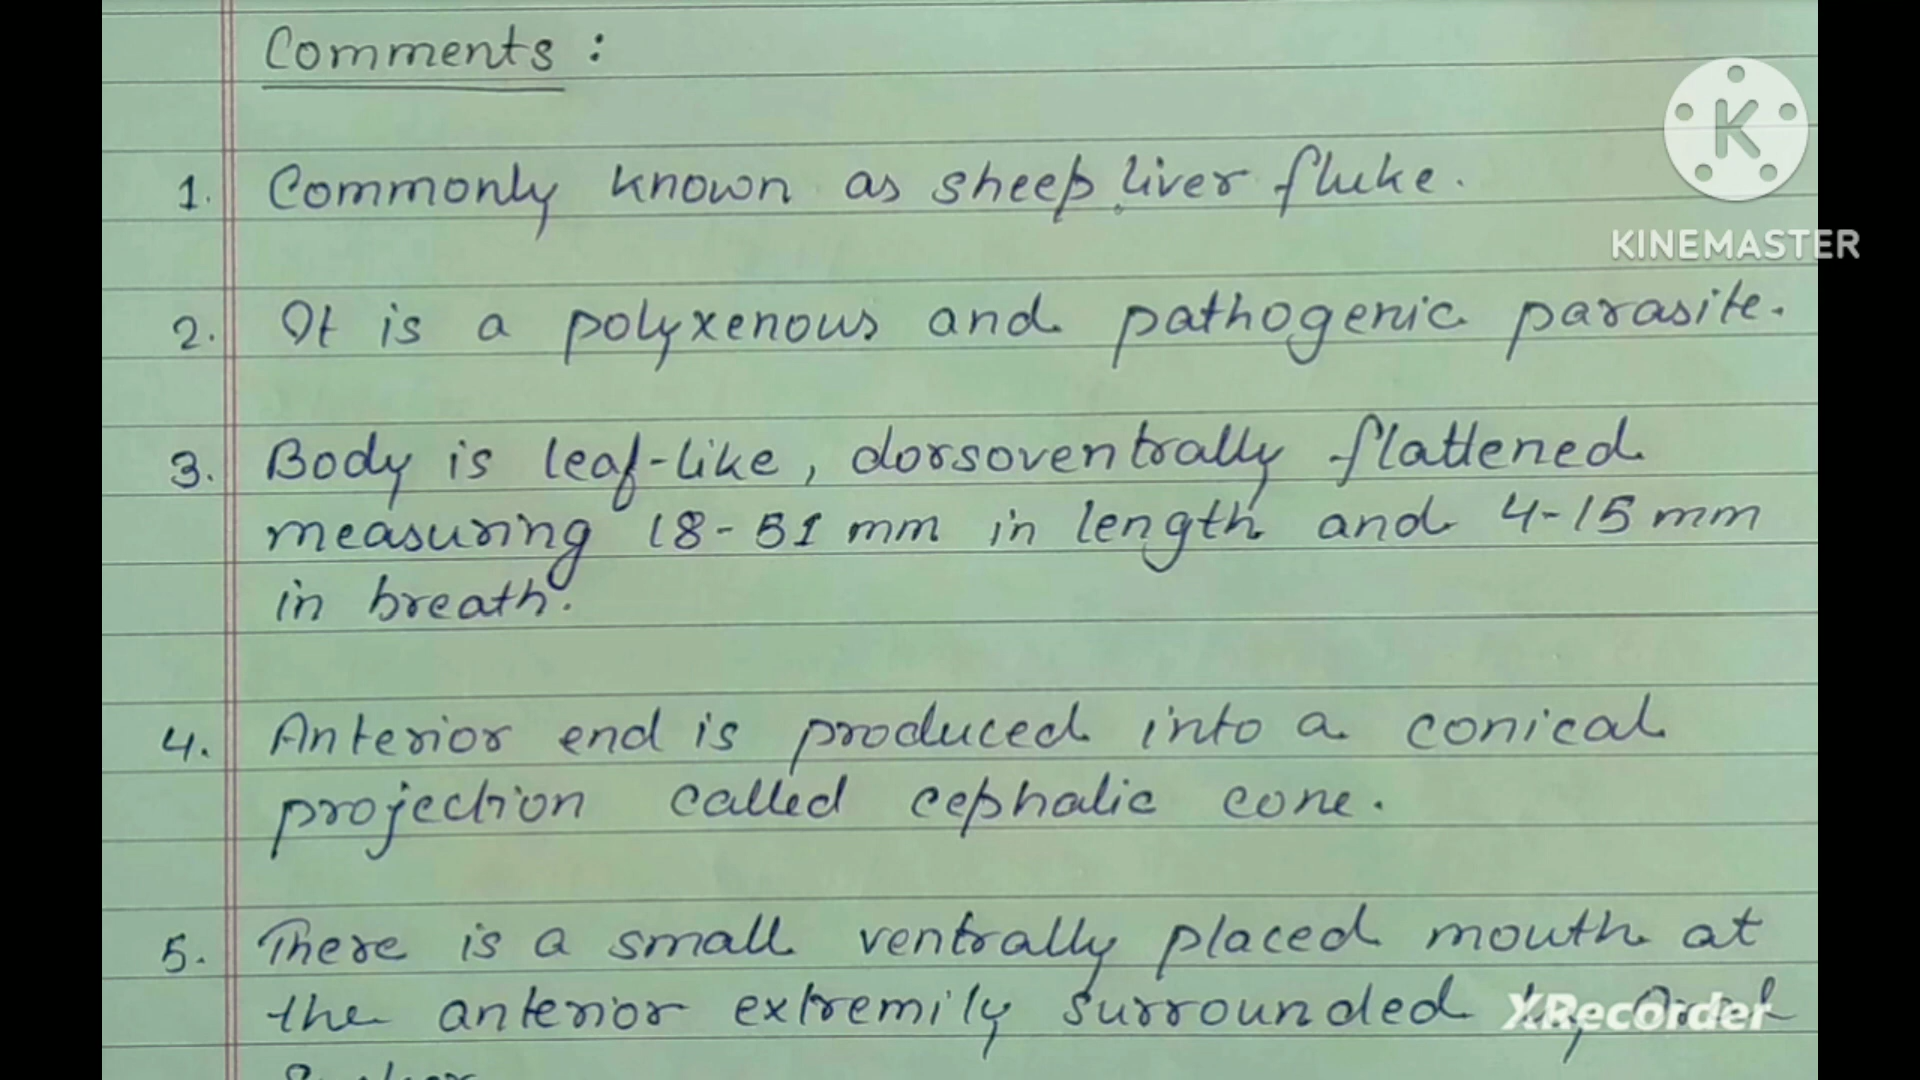 Comments :
1. Commonly known as sheep liver fluke.
2. It is a polyxenous and pathogenic parasite.
3. Body is leaf-like, dorsoventrally flattened
measuring 18-51 mm in length and 4-15 mm
in breath.
4. Anterior end is produced into a conical
projection called cephalic cone.
5. There is a small ventrally placed mouth at
the anterior extremily surrounded by Oral
K
KINEMASTER
XRecorder